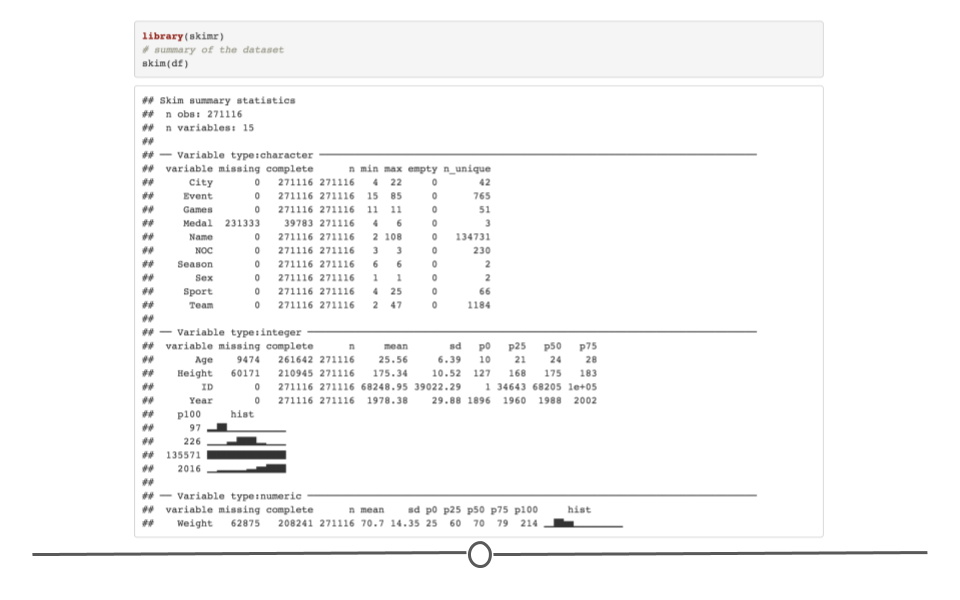 library(skimr)
# summary of the dataset
skim(df)
## Skim summary statistics
##  n obs: 271116
##  n variables: 15
##
## — Variable type:character
##  variable missing complete      n min max empty n_unique
##      City       0   271116 271116   4  22     0       42
##     Event       0   271116 271116  15  85     0      765
##     Games       0   271116 271116  11  11     0       51
##     Medal  231333    39783 271116   4   6     0        3
##      Name       0   271116 271116   2 108     0   134731
##       NOC       0   271116 271116   3   3     0      230
##    Season       0   271116 271116   6   6     0        2
##       Sex       0   271116 271116   1   1     0        2
##     Sport       0   271116 271116   4  25     0       66
##      Team       0   271116 271116   2  47     0     1184
##
## — Variable type:integer
##  variable missing complete      n     mean       sd   p0   p25   p50   p75
##       Age    9474   261642 271116    25.56     6.39   10    21    24    28
##    Height   60171   210945 271116   175.34    10.52  127   168   175   183
##        ID       0   271116 271116 68248.95 39022.29    1 34643 68205 1e+05
##      Year       0   271116 271116  1978.38    29.88 1896  1960  1988  2002
##    p100     hist
##      97
##     226
##  135571
##    2016
##
## — Variable type:numeric
##  variable missing complete      n mean    sd p0 p25 p50 p75 p100     hist
##    Weight   62875   208241 271116 70.7 14.35 25  60  70  79  214